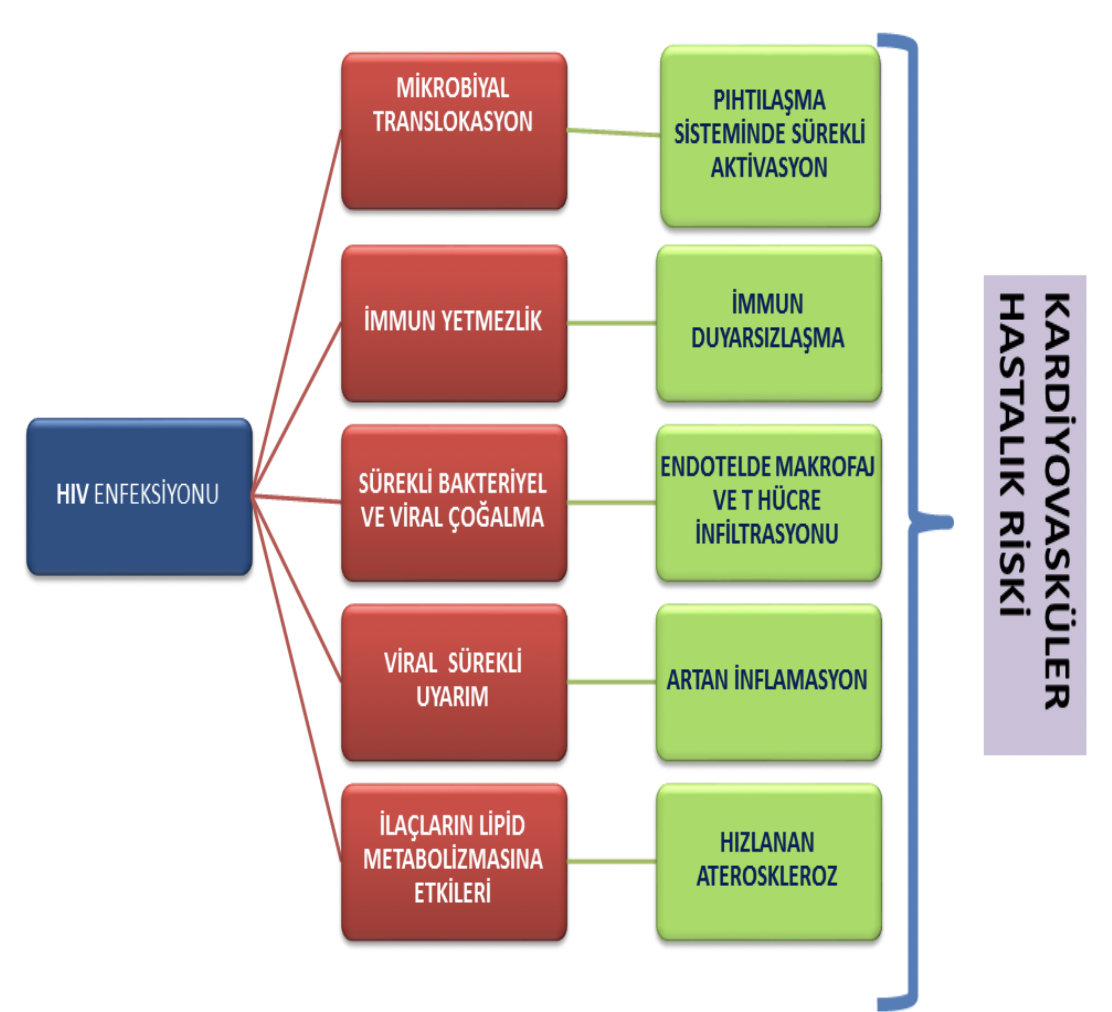 HIV ENFEKSİYONU
MİKROBİYAL
TRANSLOKASYON
PIHTILAŞMA
SİSTEMİNDE SÜREKLİ
AKTİVASYON
İMMUN YETMEZLİK
İMMUN
DUYARSIZLAŞMA
SÜREKLİ BAKTERİYEL
VE VİRAL ÇOĞALMA
ENDOTELDE MAKROFAJ
VE T HÜCRE
İNFİLTRASYONU
VİRAL SÜREKLİ
UYARIM
ARTAN İNFLAMASYON
İLAÇLARIN LİPİD
METABOLİZMASINA
ETKİLERİ
HIZLANAN
ATEROSKLEROZ
KARDİYOVASKÜLER
HASTALIK RİSKİ